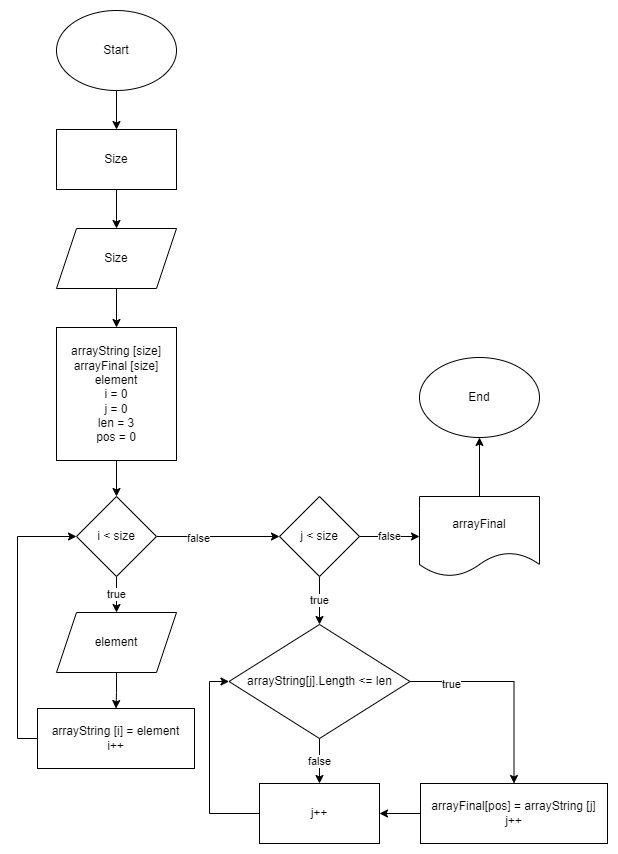 Start
Size
Size
arrayString [size]
arrayFinal [size]
element
i = 0
j = 0
len = 3
pos = 0
End
i < size
false
j < size
false
arrayFinal
true
true
element
arrayString[j].Length <= len
true
arrayString [i] = element
i++
false
j++
arrayFinal[pos] = arrayString [j]
j++